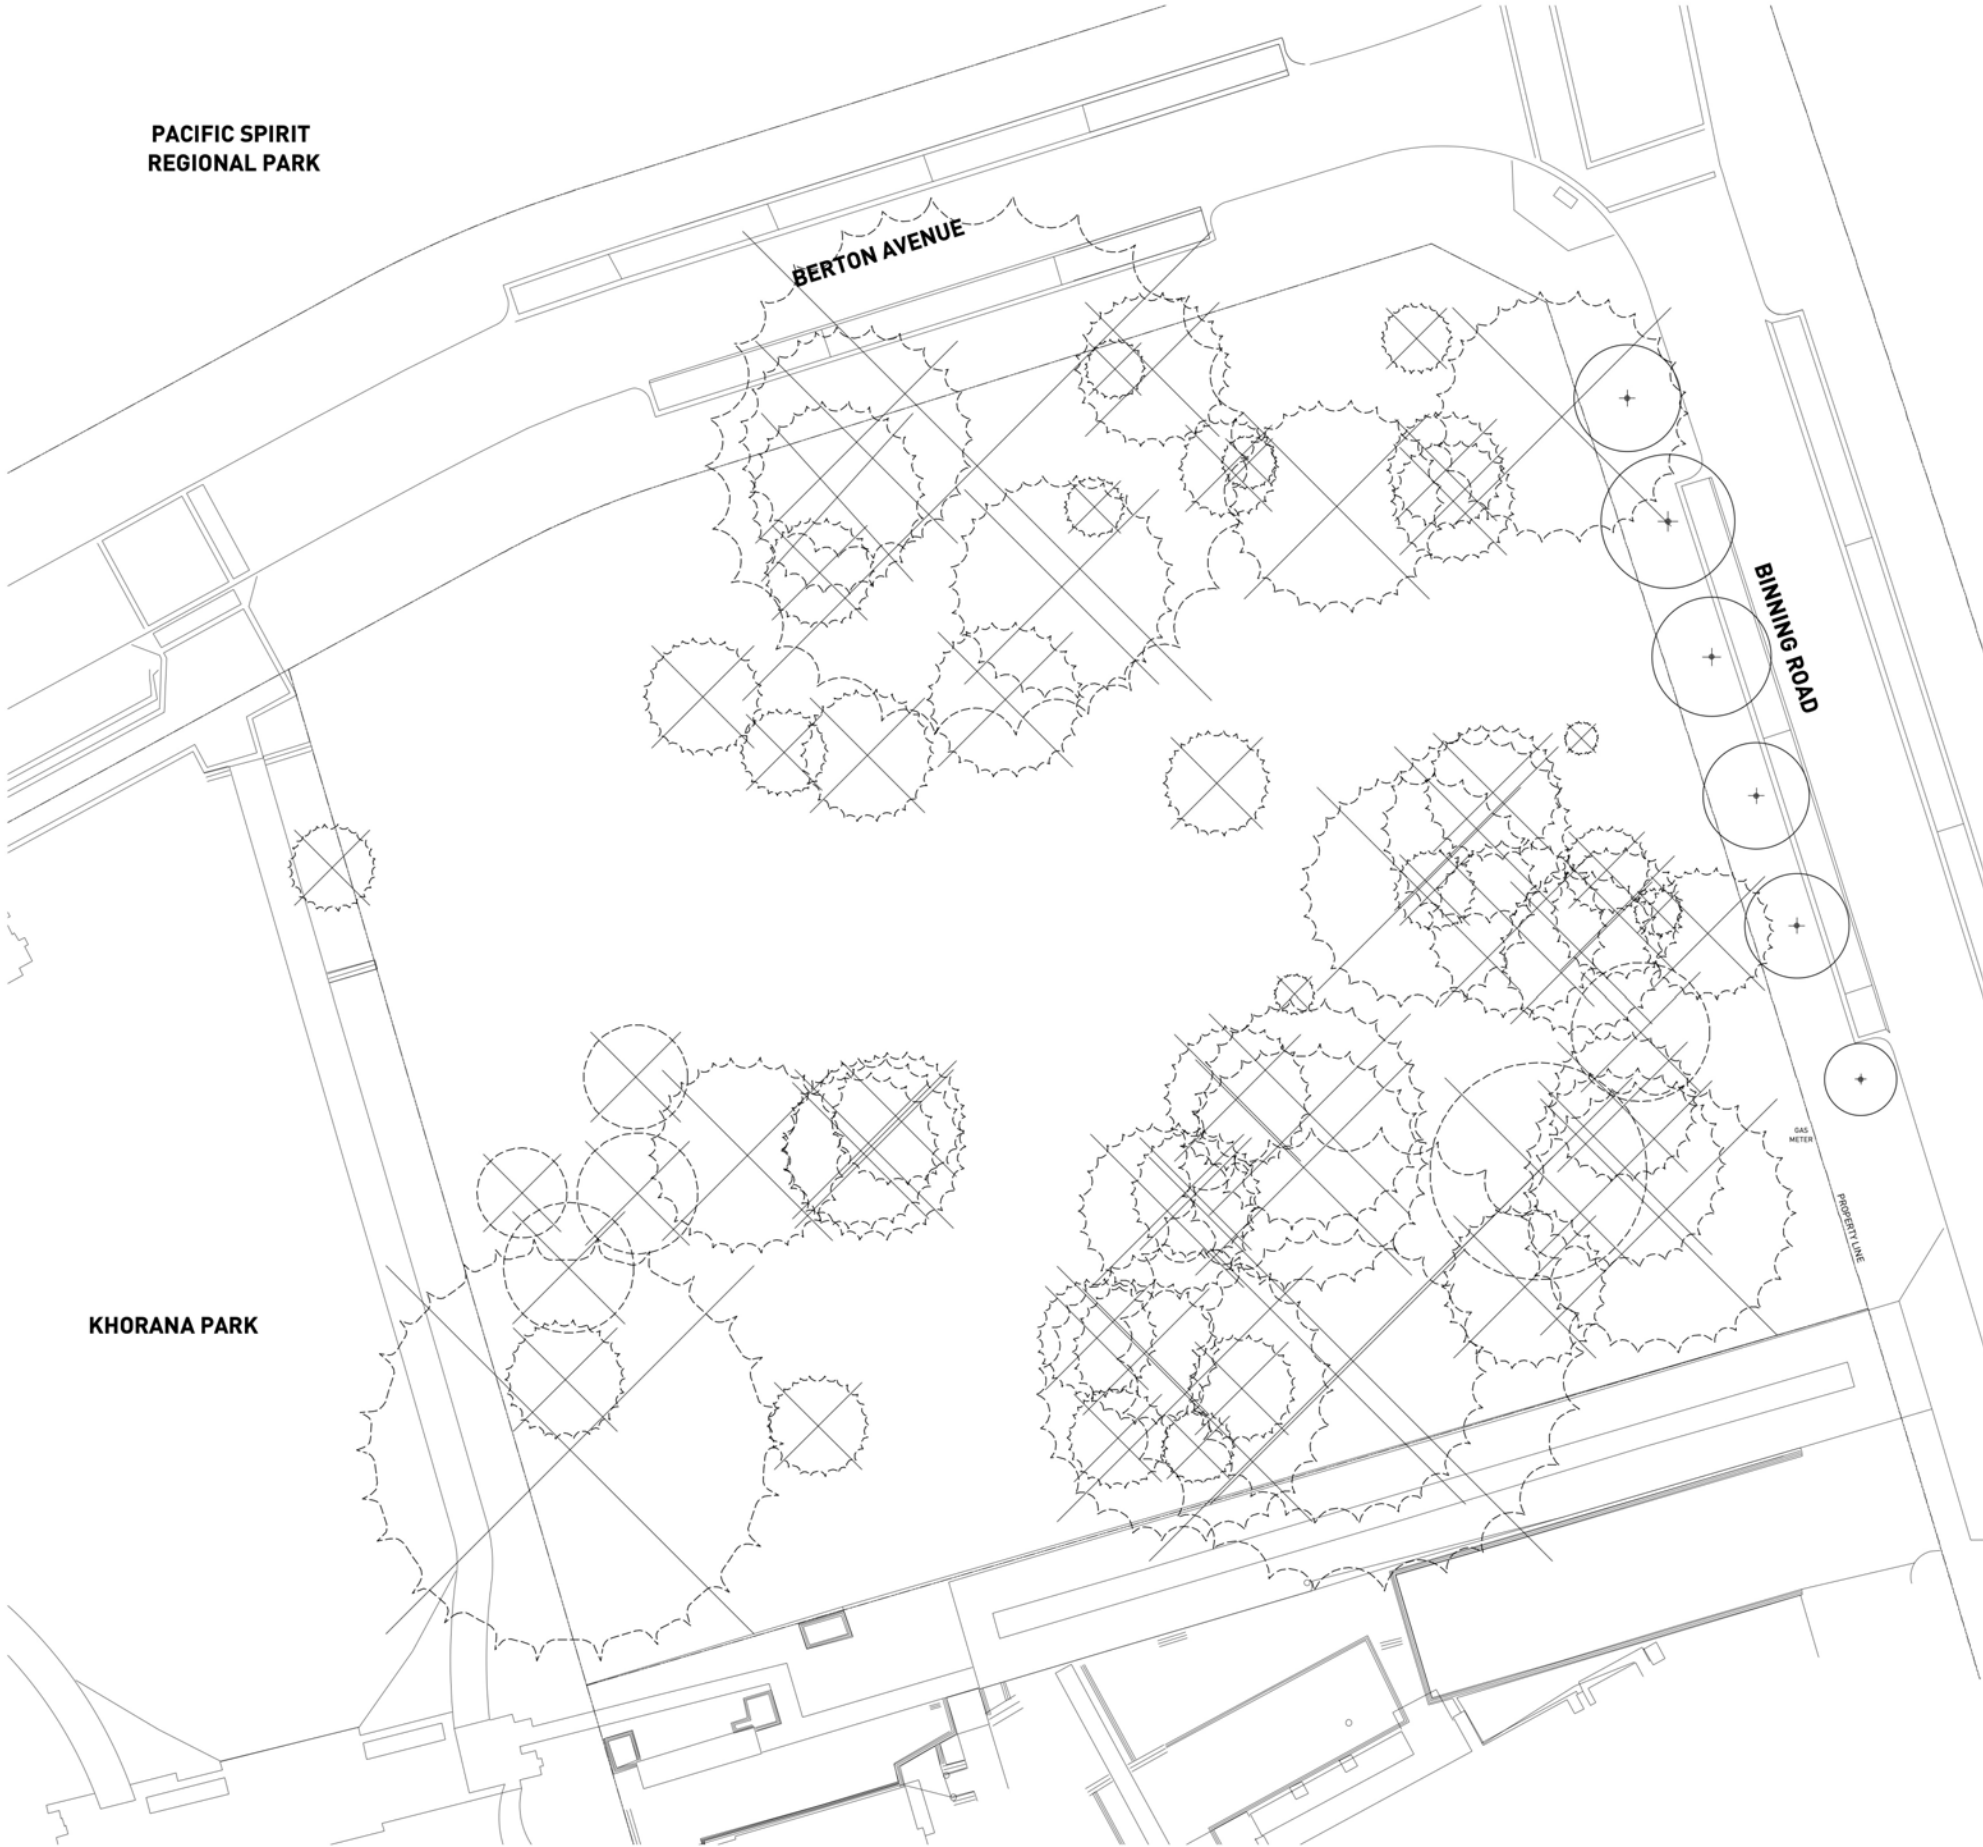 PACIFIC SPIRIT
REGIONAL PARK
BERTON AVENUE
BINNING ROAD
GAS
METER
PROPERTY LINE
KHORANA PARK